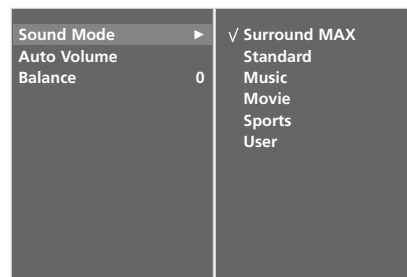 Sound Mode ►
Auto Volume
Balance 0
√ Surround MAX
Standard
Music
Movie
Sports
User